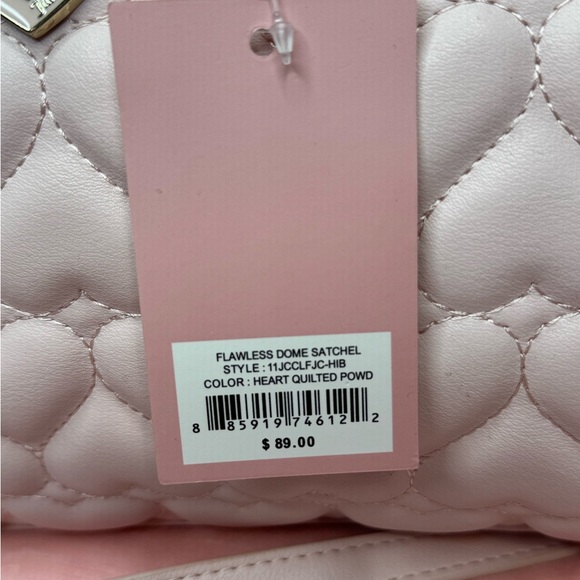 FLAWLESS DOME SATCHEL
STYLE : 11JCCLFJC-HIB
COLOR : HEART QUILTED POWD
8 85919 74612 2
$ 89.00